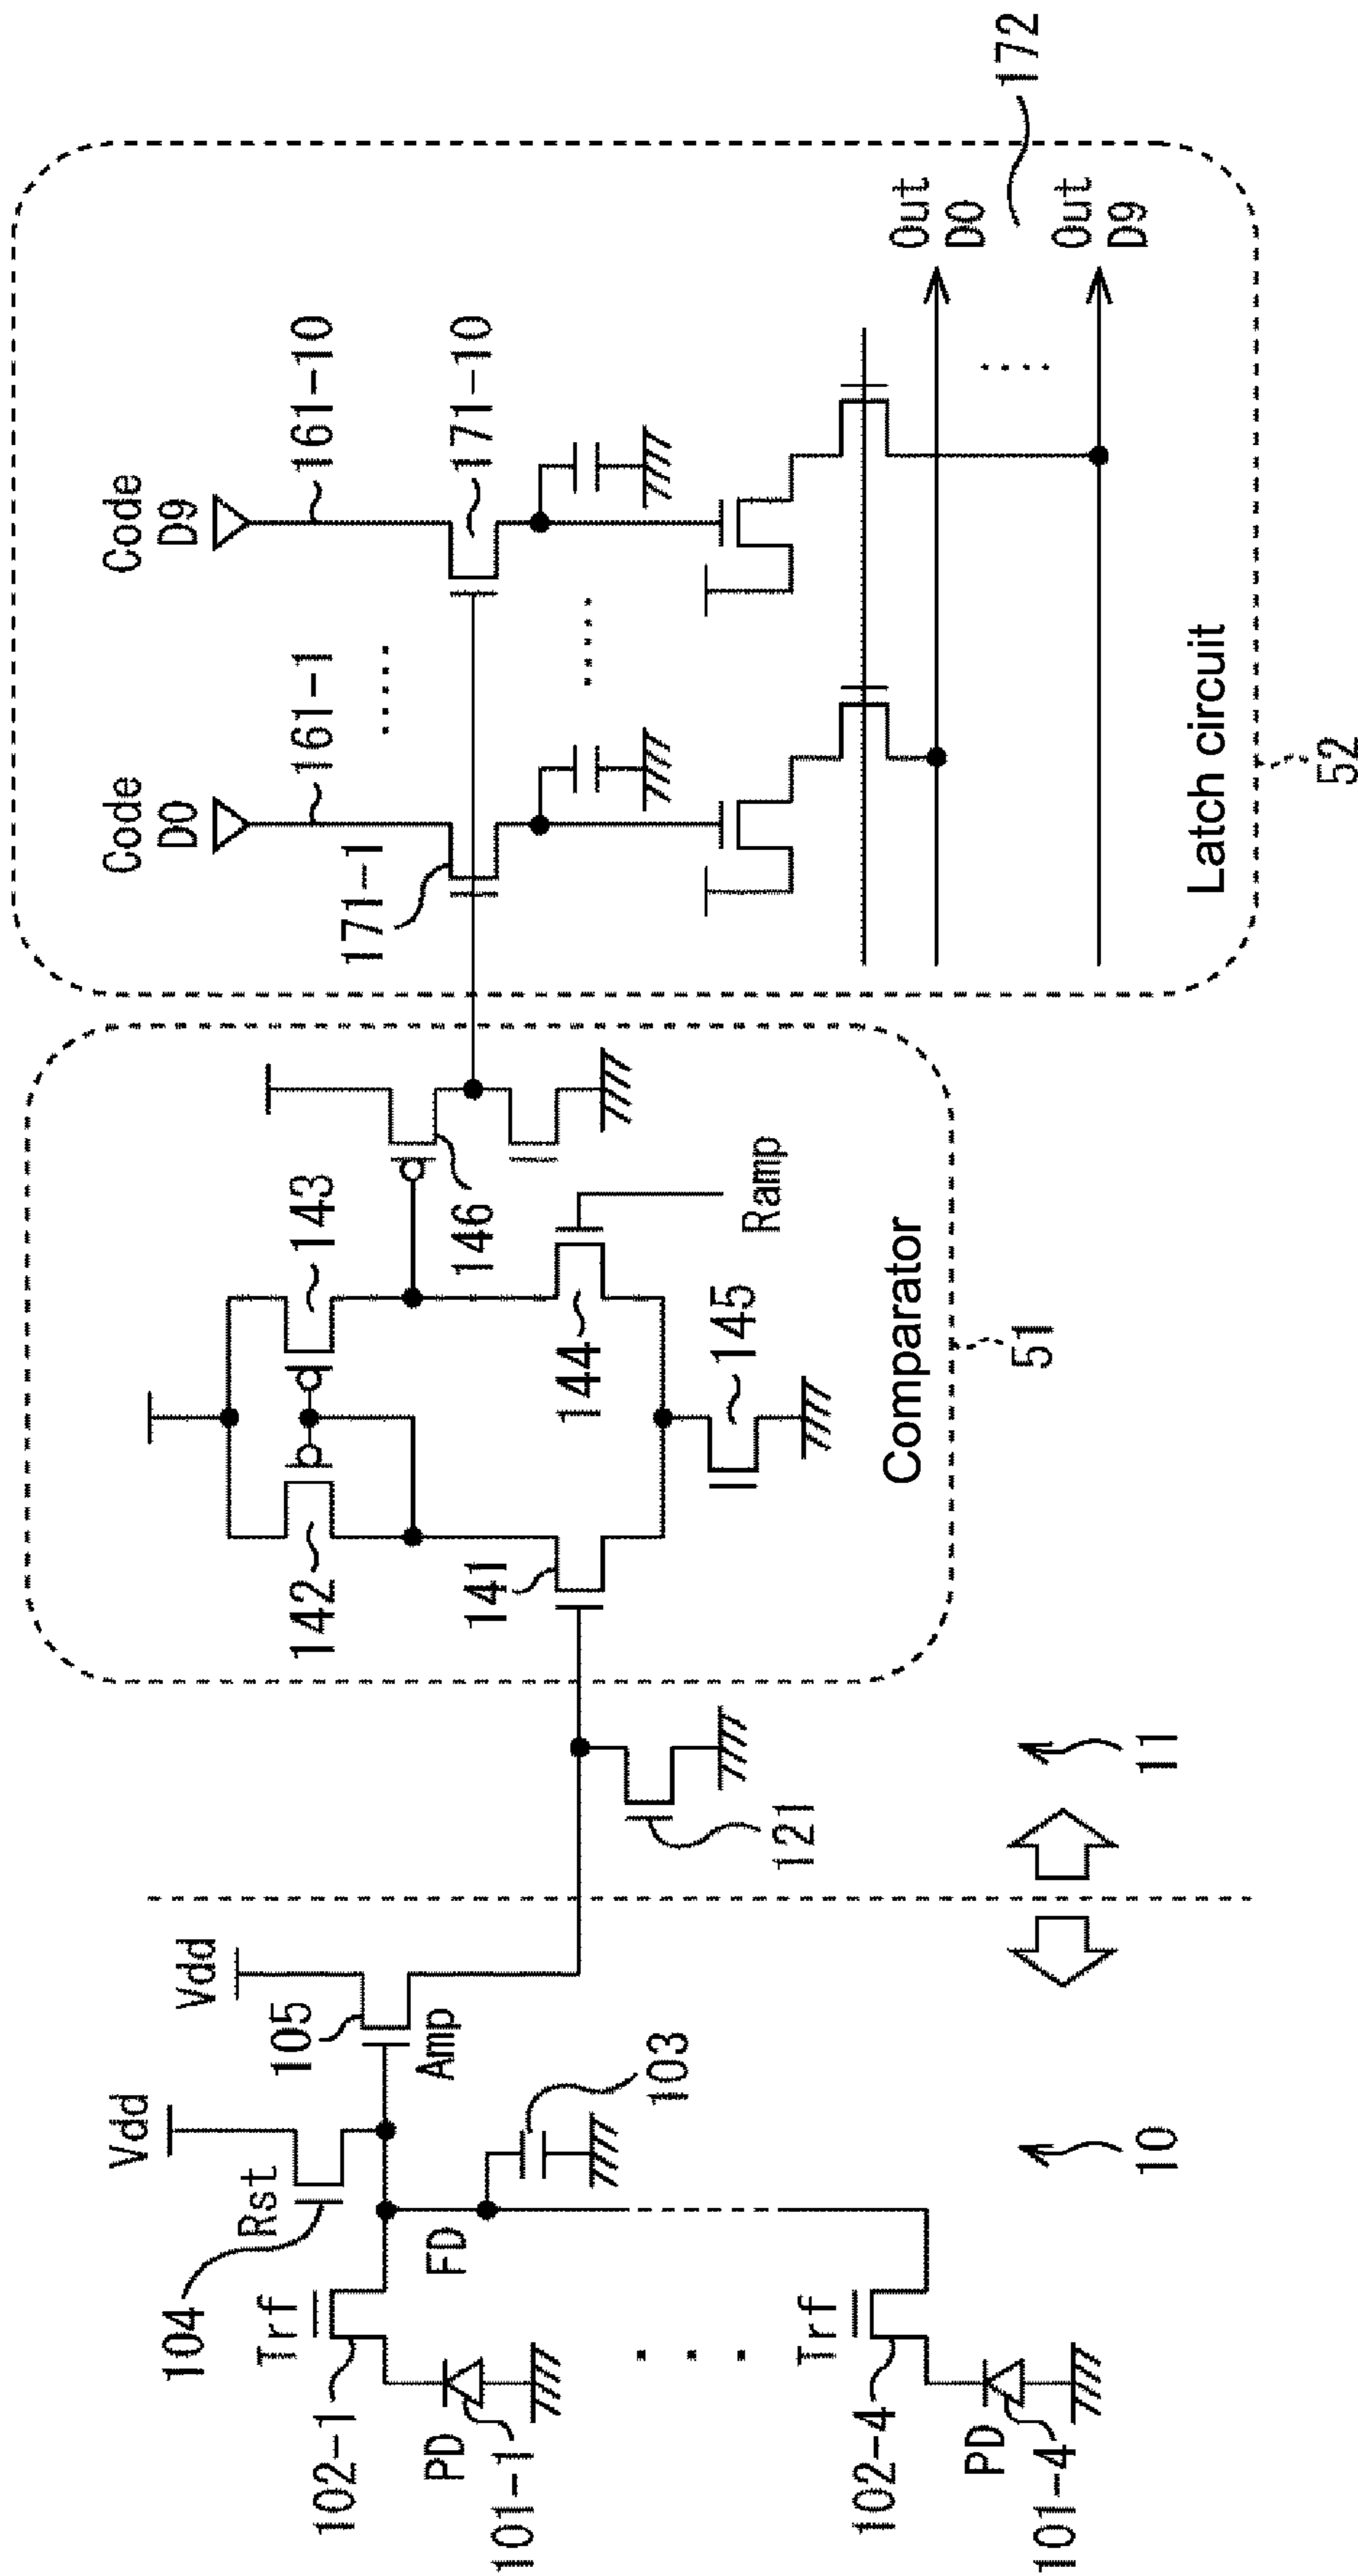 Vdd
Vdd
104
Rst
105
Amp
Trf
102-1
FD
103
PD
101-1
Trf
102-4
PD
101-4
10
11
121
142
143
141
146
144
145
Ramp
Comparator
51
Code
D0
Code
D9
161-1
161-10
171-1
171-10
Out
D0
Out
D9
172
Latch circuit
52